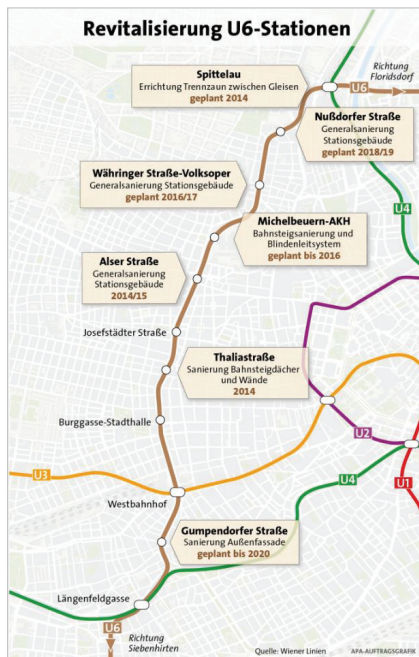 Revitalisierung U6-Stationen
Richtung
Floridsdorf
U6
Spittelau
Errichtung Trennzaun zwischen Gleisen
geplant 2014
Nußdorfer Straße
Generalsanierung
Stationsgebäude
geplant 2018/19
Währinger Straße-Volksoper
Generalsanierung Stationsgebäude
geplant 2016/17
U4
Michelbeuern-AKH
Bahnsteigsanierung und
Blindenleitsystem
geplant bis 2016
Alser Straße
Generalsanierung
Stationsgebäude
2014/15
Josefstädter Straße
Thaliastraße
Sanierung Bahnsteigdächer
und Wände
2014
Burggasse-Stadthalle
U2
U3
U4
U1
Westbahnhof
Gumpendorfer Straße
Sanierung Außenfassade
geplant bis 2020
Längenfeldgasse
U6
Richtung
Siebenhirten
Quelle: Wiener Linien
APA-AUFTRAGSGRAFIK